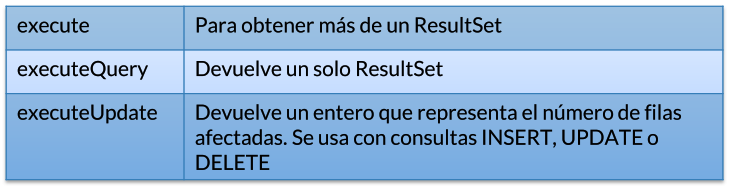 execute Para obtener más de un ResultSet
executeQuery Devuelve un solo ResultSet
executeUpdate Devuelve un entero que representa el número de filas
afectadas. Se usa con consultas INSERT, UPDATE o
DELETE